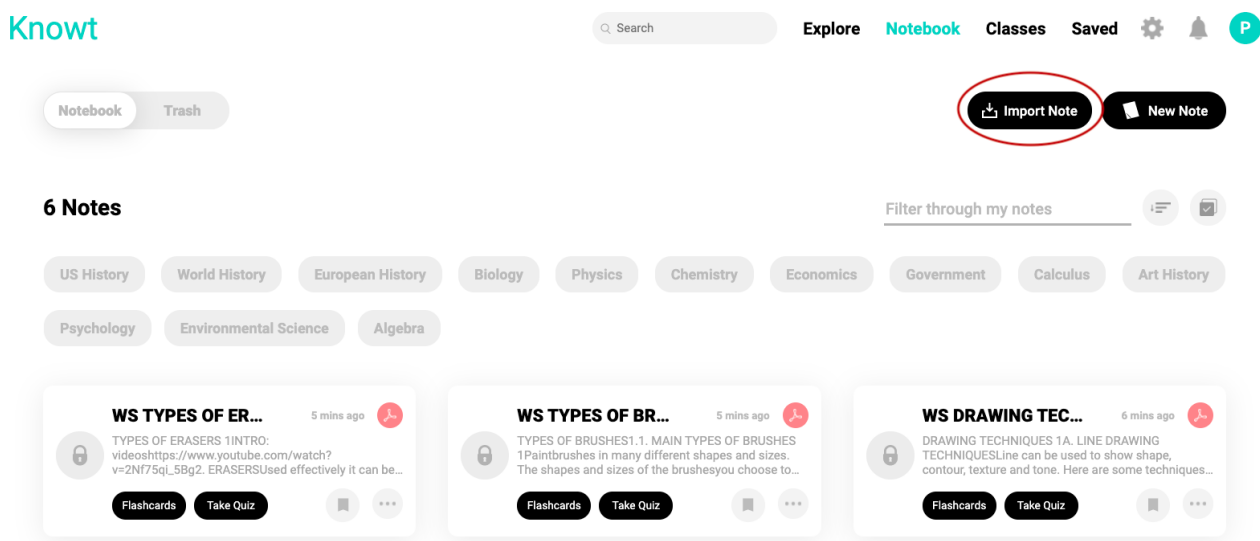 Knowt
Search
Explore
Notebook
Classes
Saved
P
Notebook
Trash
Import Note
New Note
6 Notes
Filter through my notes
US History
World History
European History
Biology
Physics
Chemistry
Economics
Government
Calculus
Art History
Psychology
Environmental Science
Algebra
WS TYPES OF ER...
5 mins ago
TYPES OF ERASERS 1INTRO:
videoshttps://www.youtube.com/watch?
v=2Nf75qi_5Bg2. ERASERSUsed effectively it can be...
Flashcards
Take Quiz
WS TYPES OF BR...
5 mins ago
TYPES OF BRUSHES1.1. MAIN TYPES OF BRUSHES
1Paintbrushes in many different shapes and sizes.
The shapes and sizes of the brushesyou choose to...
Flashcards
Take Quiz
WS DRAWING TEC...
6 mins ago
DRAWING TECHNIQUES 1A. LINE DRAWING
TECHNIQUESLine can be used to show shape,
contour, texture and tone. Here are some techniques...
Flashcards
Take Quiz